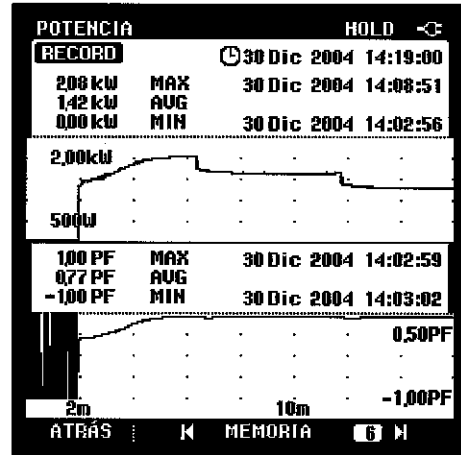 POTENCIA HOLD
RECORD 30 Dic 2004 14:19:00
2,08 kW MAX 30 Dic 2004 14:08:51
1,42 kW AVG
0,00 kW MIN 30 Dic 2004 14:02:56
2,00kW
500W
1,00 PF MAX 30 Dic 2004 14:02:59
0,77 PF AVG
-1,00 PF MIN 30 Dic 2004 14:03:02
0,50PF
-1,00PF
2m 10m
ATRÁS MEMORIA 6